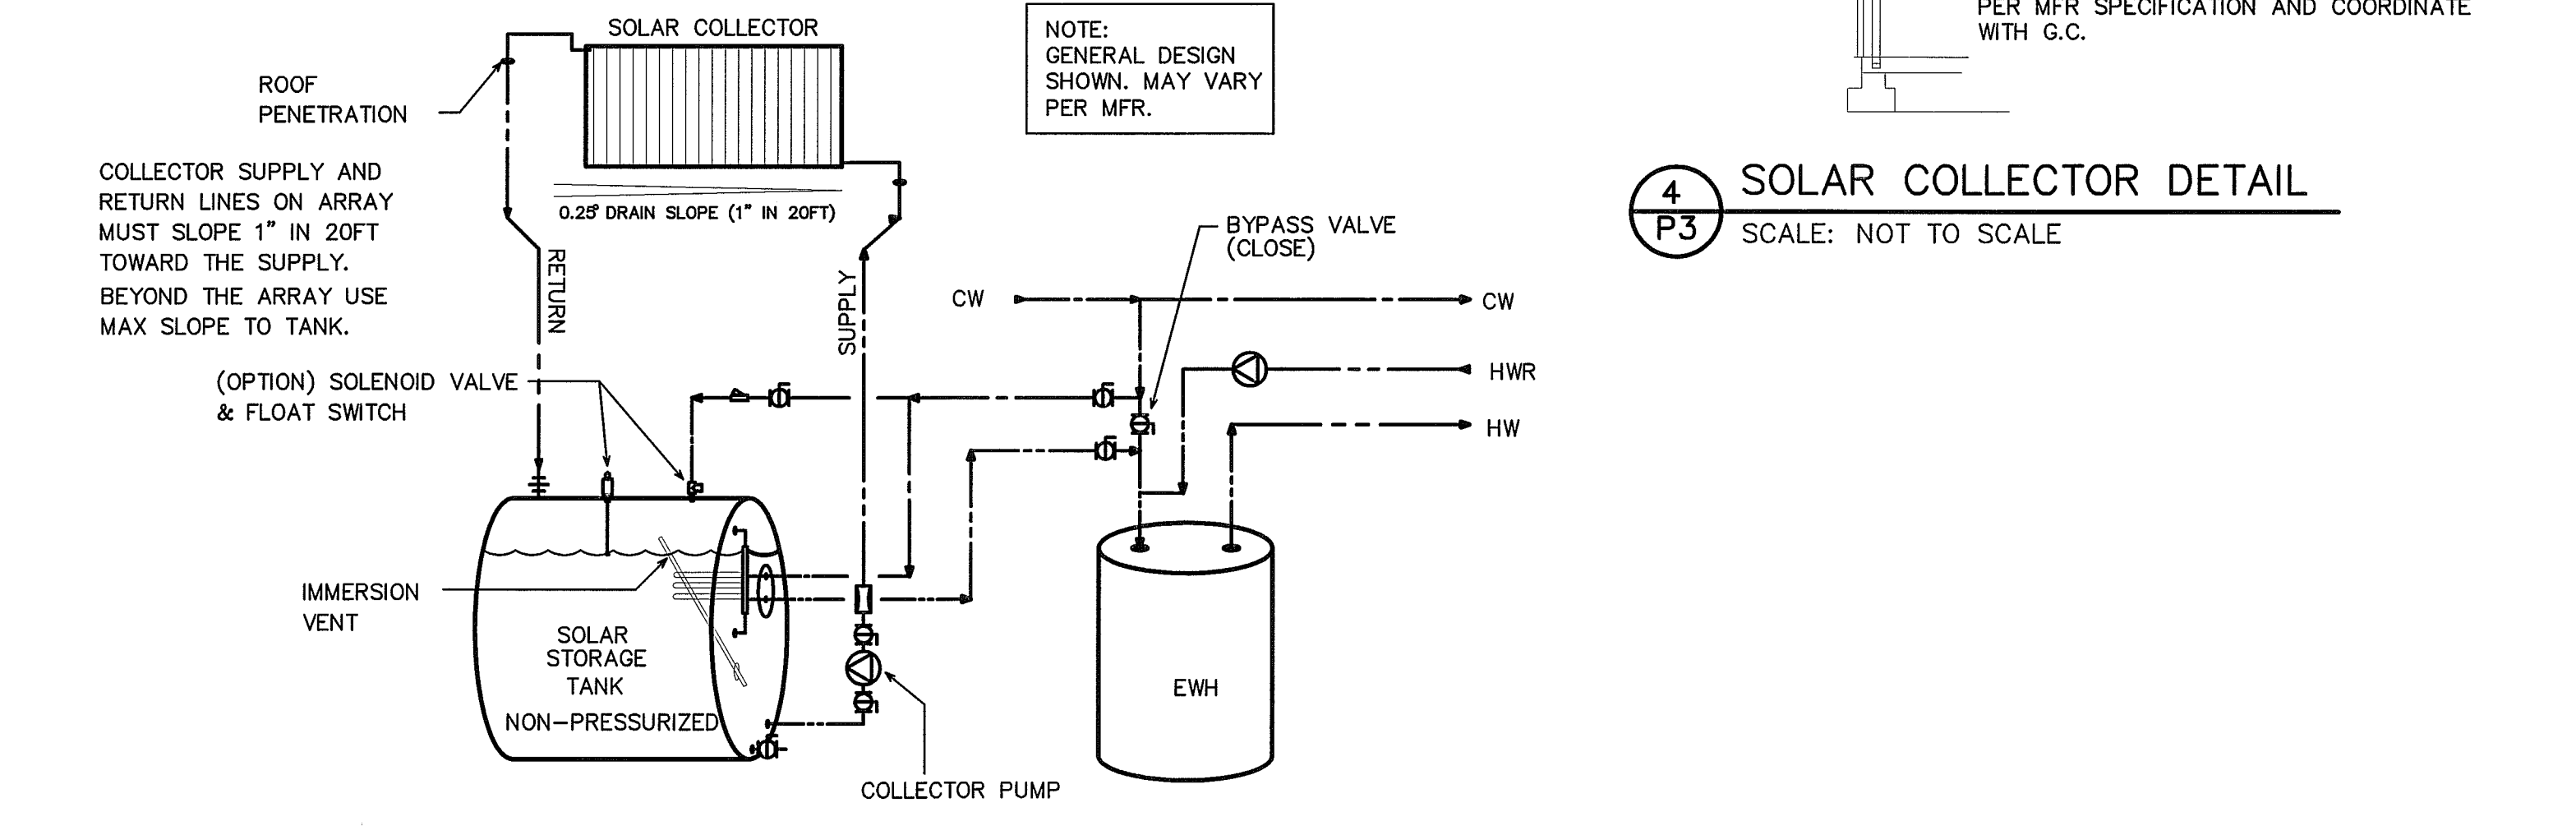 SOLAR COLLECTOR
ROOF
PENETRATION
COLLECTOR SUPPLY AND
RETURN LINES ON ARRAY
MUST SLOPE 1" IN 20FT
TOWARD THE SUPPLY.
BEYOND THE ARRAY USE
MAX SLOPE TO TANK.
0.25° DRAIN SLOPE (1" IN 20FT)
RETURN
SUPPLY
(OPTION) SOLENOID VALVE
& FLOAT SWITCH
IMMERSION
VENT
SOLAR
STORAGE
TANK
NON-PRESSURIZED
COLLECTOR PUMP
NOTE:
GENERAL DESIGN
SHOWN. MAY VARY
PER MFR.
BYPASS VALVE
(CLOSE)
CW
CW
HWR
HW
EWH
PER MFR SPECIFICATION AND COORDINATE
WITH G.C.
4
P3
SOLAR COLLECTOR DETAIL
SCALE: NOT TO SCALE